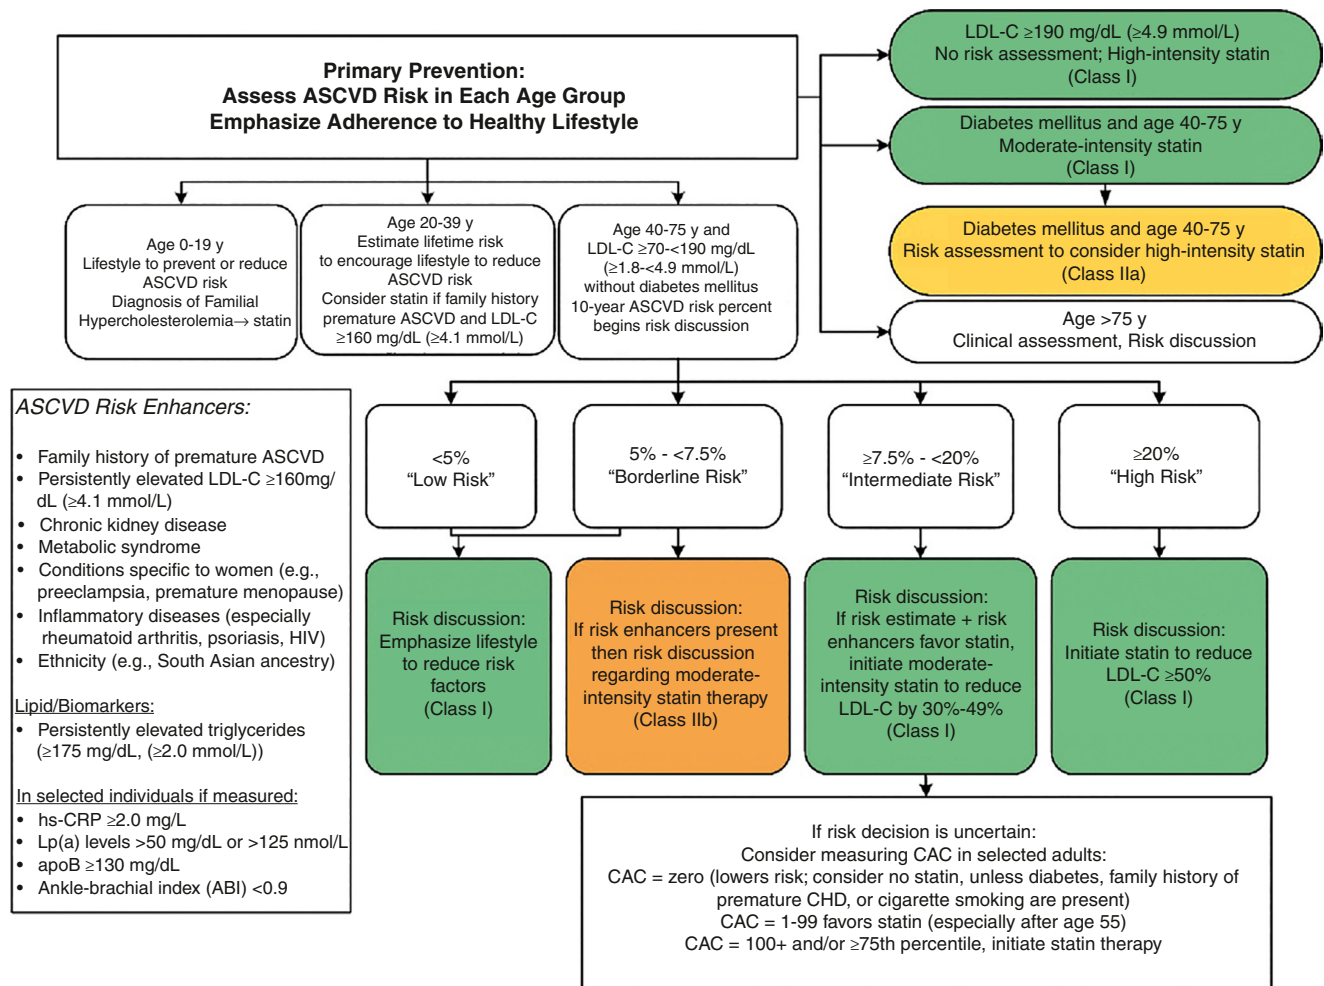 Primary Prevention:
Assess ASCVD Risk in Each Age Group
Emphasize Adherence to Healthy Lifestyle
LDL-C ≥190 mg/dL (≥4.9 mmol/L)
No risk assessment; High-intensity statin
(Class I)
Diabetes mellitus and age 40-75 y
Moderate-intensity statin
(Class I)
Diabetes mellitus and age 40-75 y
Risk assessment to consider high-intensity statin
(Class IIa)
Age >75 y
Clinical assessment, Risk discussion
Age 0-19 y
Lifestyle to prevent or reduce
ASCVD risk
Diagnosis of Familial
Hypercholesterolemia→ statin
Age 20-39 y
Estimate lifetime risk
to encourage lifestyle to reduce
ASCVD risk
Consider statin if family history
premature ASCVD and LDL-C
≥160 mg/dL (≥4.1 mmol/L)
Age 40-75 y and
LDL-C ≥70-<190 mg/dL
(≥1.8-<4.9 mmol/L)
without diabetes mellitus
10-year ASCVD risk percent
begins risk discussion
<5%
“Low Risk”
5% - <7.5%
“Borderline Risk”
≥7.5% - <20%
“Intermediate Risk”
≥20%
“High Risk”
Risk discussion:
Emphasize lifestyle
to reduce risk
factors
(Class I)
Risk discussion:
If risk enhancers present
then risk discussion
regarding moderate-
intensity statin therapy
(Class IIb)
Risk discussion:
If risk estimate + risk
enhancers favor statin,
initiate moderate-
intensity statin to reduce
LDL-C by 30%-49%
(Class I)
Risk discussion:
Initiate statin to reduce
LDL-C ≥50%
(Class I)
If risk decision is uncertain:
Consider measuring CAC in selected adults:
CAC = zero (lowers risk; consider no statin, unless diabetes, family history of
premature CHD, or cigarette smoking are present)
CAC = 1-99 favors statin (especially after age 55)
CAC = 100+ and/or ≥75th percentile, initiate statin therapy
ASCVD Risk Enhancers:
• Family history of premature ASCVD
• Persistently elevated LDL-C ≥160mg/
dL (≥4.1 mmol/L)
• Chronic kidney disease
• Metabolic syndrome
• Conditions specific to women (e.g.,
preeclampsia, premature menopause)
• Inflammatory diseases (especially
rheumatoid arthritis, psoriasis, HIV)
• Ethnicity (e.g., South Asian ancestry)
Lipid/Biomarkers:
• Persistently elevated triglycerides
(≥175 mg/dL, (≥2.0 mmol/L))
In selected individuals if measured:
• hs-CRP ≥2.0 mg/L
• Lp(a) levels >50 mg/dL or >125 nmol/L
• apoB ≥130 mg/dL
• Ankle-brachial index (ABI) <0.9